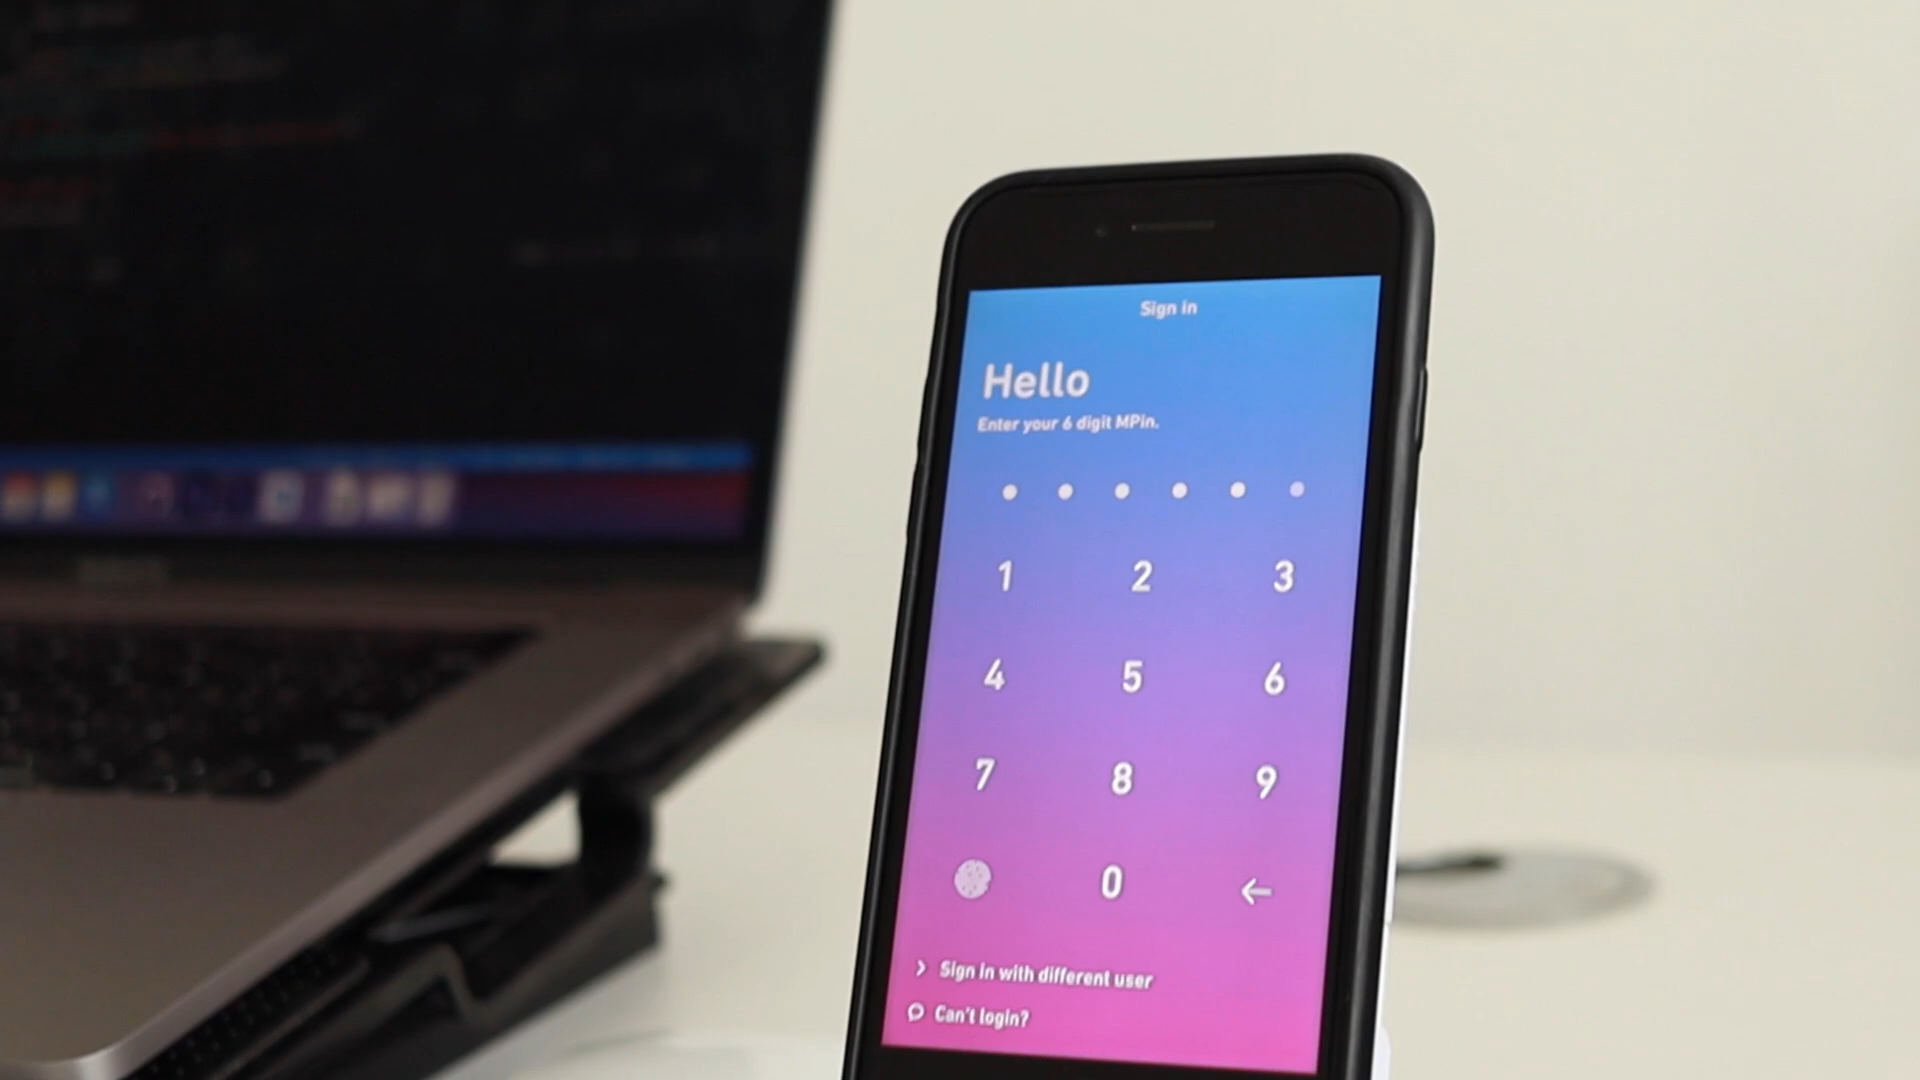 Sign in
Hello
Enter your 6 digit MPin.
1 2 3
4 5 6
7 8 9
0
Sign in with different user
Can't login?